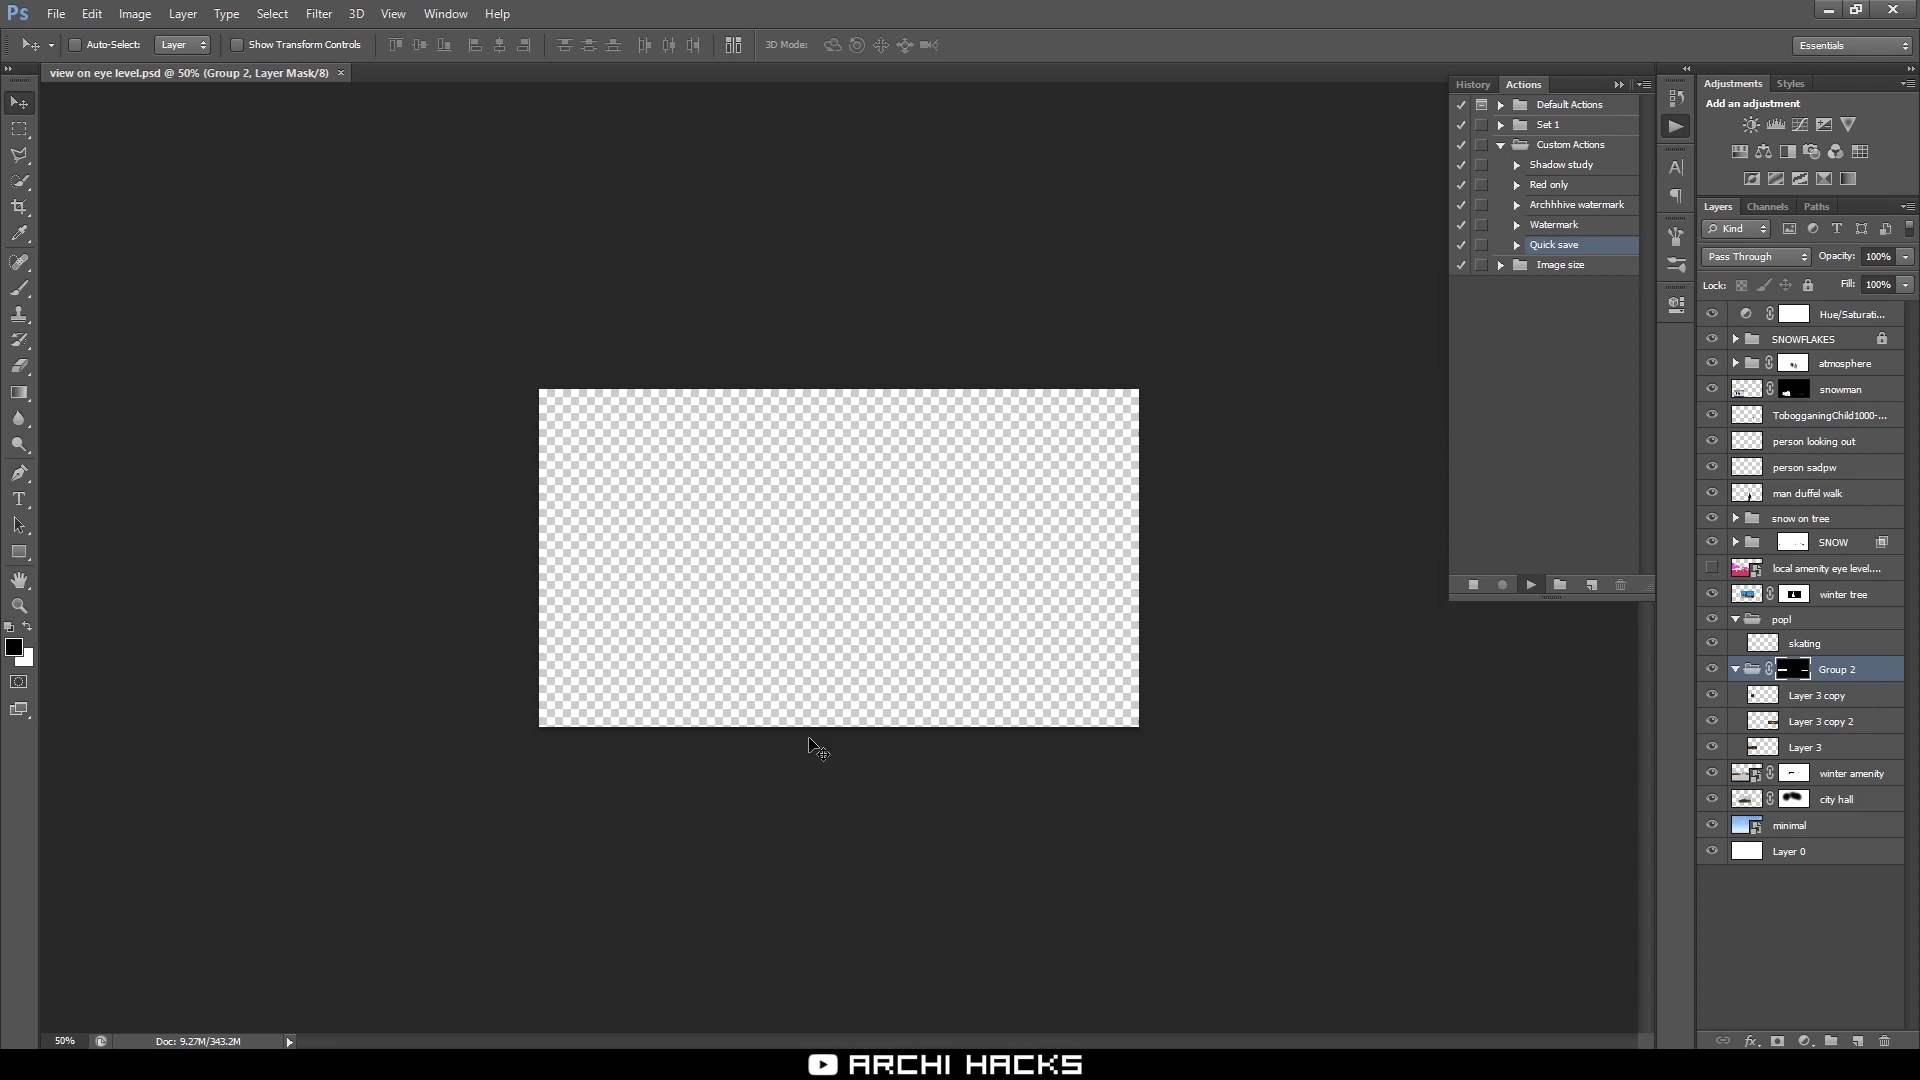 Ps File Edit Image Layer Type Select Filter 3D View Window Help
Auto-Select: Layer Show Transform Controls 3D Mode: Essentials
view on eye level.psd @ 50% (Group 2, Layer Mask/8) ×
History Actions
Default Actions
Set 1
Custom Actions
Shadow study
Red only
Archhhive watermark
Watermark
Quick save
Image size
Adjustments Styles
Add an adjustment
Layers Channels Paths
Kind
Pass Through Opacity: 100%
Lock: Fill: 100%
Hue/Saturati...
SNOWFLAKES
atmosphere
snowman
TobogganingChild1000-...
person looking out
person sadpw
man duffel walk
snow on tree
SNOW
local amenity eye level....
winter tree
popl
skating
Group 2
Layer 3 copy
Layer 3 copy 2
Layer 3
winter amenity
city hall
minimal
Layer 0
50% Doc: 9.27M/343.2M
ARCHI HACKS